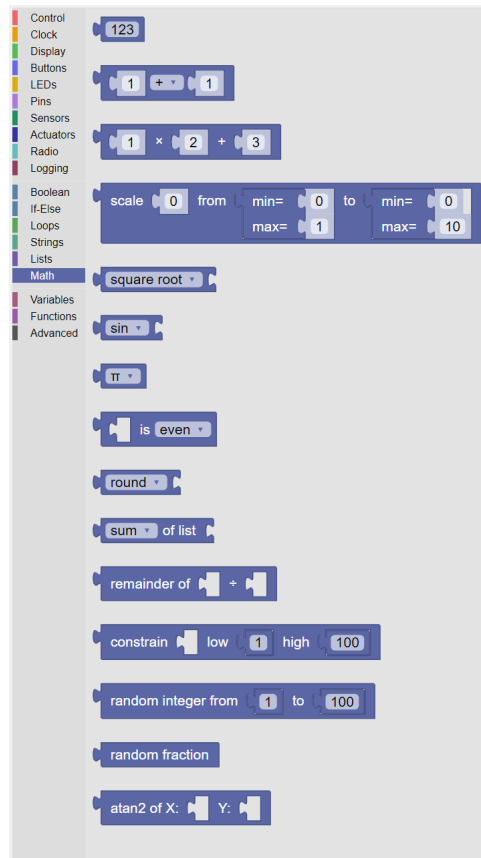 Control
Clock
Display
Buttons
LEDs
Pins
Sensors
Actuators
Radio
Logging
Boolean
If-Else
Loops
Strings
Lists
Math
Variables
Functions
Advanced
123
1 + 1
1 × 2 + 3
scale 0 from min= 0 to min= 0
max= 1 max= 10
square root
sin
π
is even
round
sum of list
remainder of ÷
constrain low 1 high 100
random integer from 1 to 100
random fraction
atan2 of X: Y: